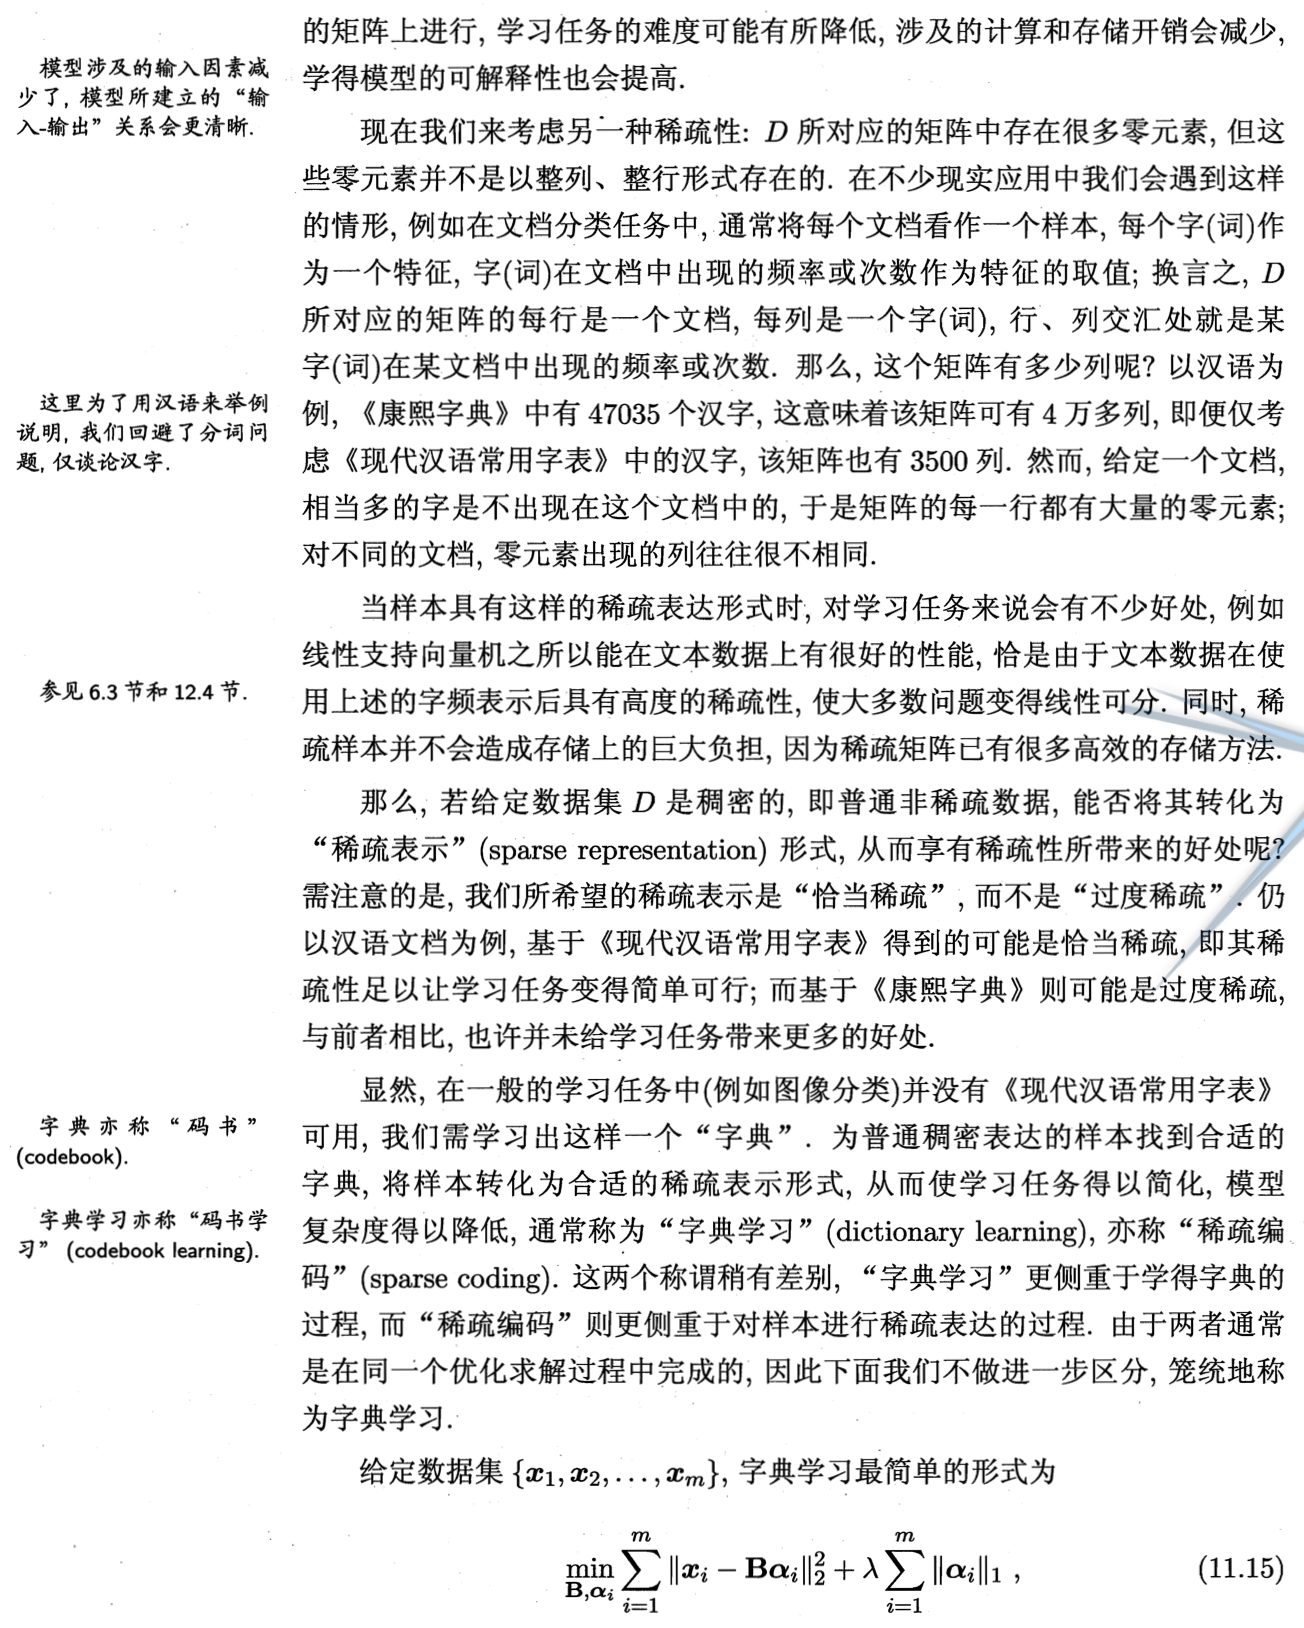 的矩阵上进行, 学习任务的难度可能有所降低, 涉及的计算和存储开销会减少,
学得模型的可解释性也会提高.
模型涉及的输入因素减
少了, 模型所建立的“输
入-输出”关系会更清晰.
现在我们来考虑另一种稀疏性: D 所对应的矩阵中存在很多零元素, 但这
些零元素并不是以整列、整行形式存在的. 在不少现实应用中我们会遇到这样
的情形, 例如在文档分类任务中, 通常将每个文档看作一个样本, 每个字(词)作
为一个特征, 字(词)在文档中出现的频率或次数作为特征的取值; 换言之, D
所对应的矩阵的每行是一个文档, 每列是一个字(词), 行、列交汇处就是某
字(词)在某文档中出现的频率或次数. 那么, 这个矩阵有多少列呢? 以汉语为
例, 《康熙字典》中有 47035 个汉字, 这意味着该矩阵可有 4 万多列, 即便仅考
虑《现代汉语常用字表》中的汉字, 该矩阵也有 3500 列. 然而, 给定一个文档,
相当多的字是不出现在这个文档中的, 于是矩阵的每一行都有大量的零元素;
对不同的文档, 零元素出现的列往往很不相同.
这里为了用汉语来举例
说明, 我们回避了分词问
题, 仅谈论汉字.
当样本具有这样的稀疏表达形式时, 对学习任务来说会有不少好处, 例如
线性支持向量机之所以能在文本数据上有很好的性能, 恰是由于文本数据在使
用上述的字频表示后具有高度的稀疏性, 使大多数问题变得线性可分. 同时, 稀
疏样本并不会造成存储上的巨大负担, 因为稀疏矩阵已有很多高效的存储方法.
参见 6.3 节和 12.4 节.
那么, 若给定数据集 D 是稠密的, 即普通非稀疏数据, 能否将其转化为
“稀疏表示”(sparse representation) 形式, 从而享有稀疏性所带来的好处呢?
需注意的是, 我们所希望的稀疏表示是“恰当稀疏”, 而不是“过度稀疏”. 仍
以汉语文档为例, 基于《现代汉语常用字表》得到的可能是恰当稀疏, 即其稀
疏性足以让学习任务变得简单可行; 而基于《康熙字典》则可能是过度稀疏,
与前者相比, 也许并未给学习任务带来更多的好处.
显然, 在一般的学习任务中(例如图像分类)并没有《现代汉语常用字表》
可用, 我们需学习出这样一个“字典”. 为普通稠密表达的样本找到合适的
字典, 将样本转化为合适的稀疏表示形式, 从而使学习任务得以简化, 模型
复杂度得以降低, 通常称为“字典学习”(dictionary learning), 亦称“稀疏编
码”(sparse coding). 这两个称谓稍有差别, “字典学习”更侧重于学得字典的
过程, 而“稀疏编码”则更侧重于对样本进行稀疏表达的过程. 由于两者通常
是在同一个优化求解过程中完成的, 因此下面我们不做进一步区分, 笼统地称
为字典学习.
字典亦称“码书”
(codebook).
字典学习亦称“码书学
习” (codebook learning).
给定数据集 {x₁, x₂, . . . , xₘ}, 字典学习最简单的形式为
min_{B,αᵢ} ∑_{i=1}^{m} ‖xᵢ − Bαᵢ‖₂² + λ ∑_{i=1}^{m} ‖αᵢ‖₁ , (11.15)